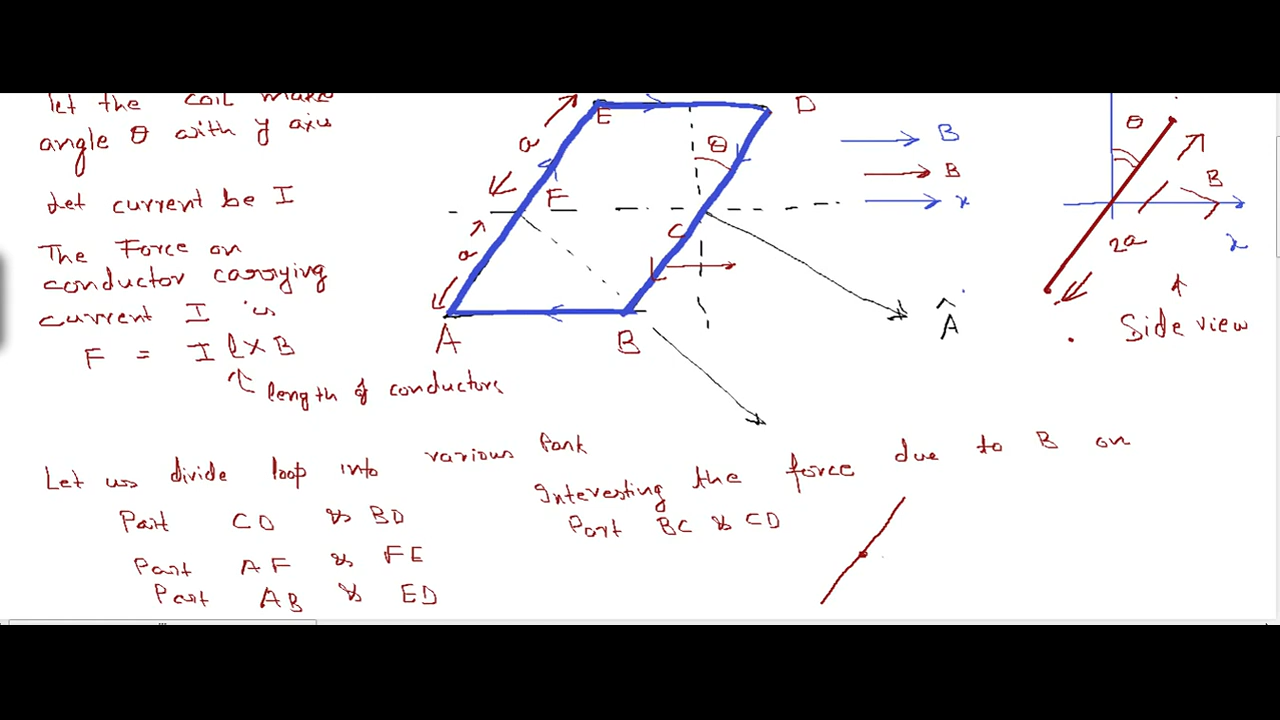 let the coil make
angle θ with y axis
Let current be I
The Force on
conductor carrying
current I is
F = I l X B
length of conductors
E
D
a
θ
F
a
C
A
B
Â
B
B
x
θ
B
2a
x
Side view
Let us divide loop into various Part
Part CD & BD
Part AF & FE
Part AB & ED
Interesting the force due to B on
Part BC & CD